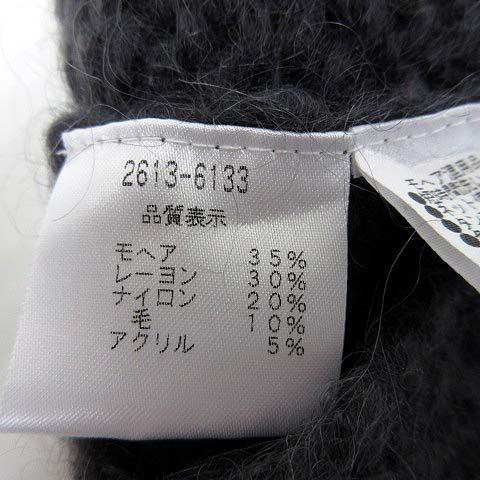 2613-6133
品質表示
モヘア 35%
レーヨン 30%
ナイロン 20%
毛 10%
アクリル 5%